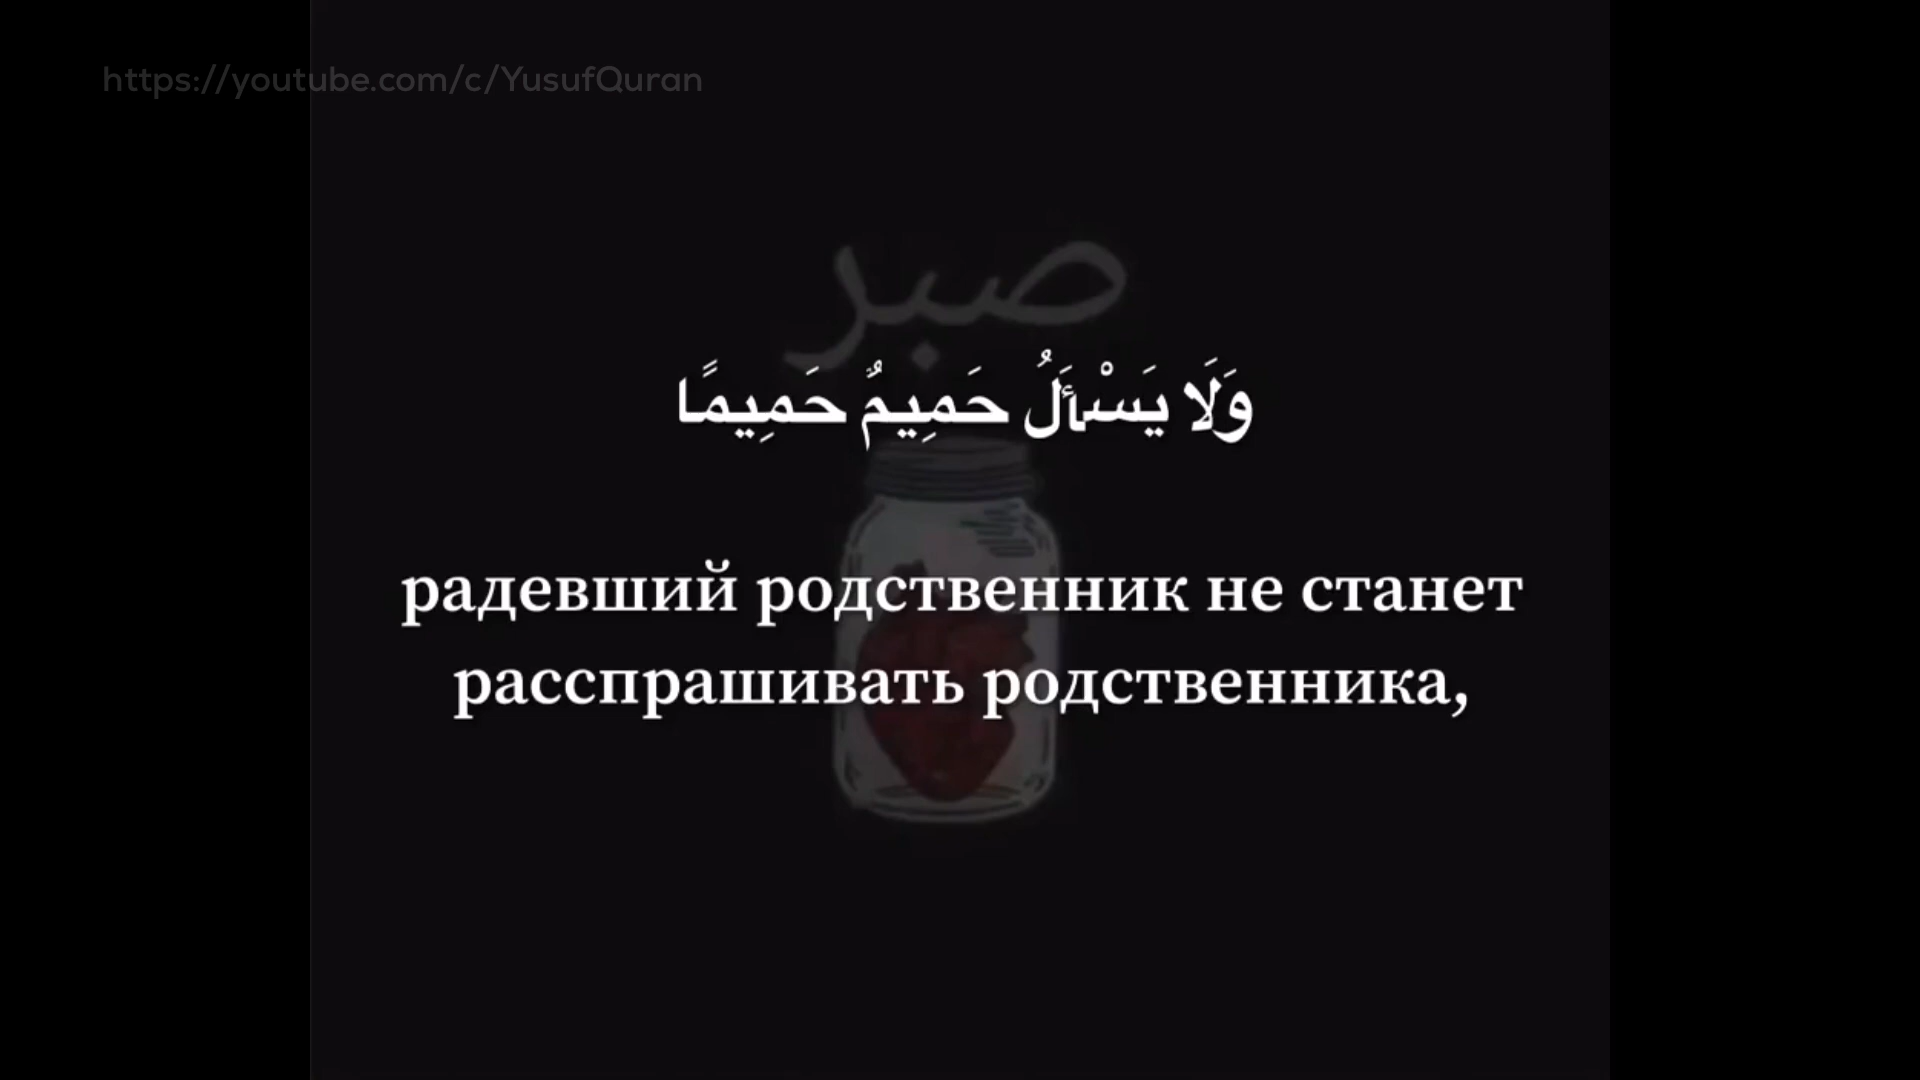 https://youtube.com/c/YusufQuran
صبر
وَلَا يَسْـَٔلُ حَمِيمٌ حَمِيمًا
радевший родственник не станет
расспрашивать родственника,